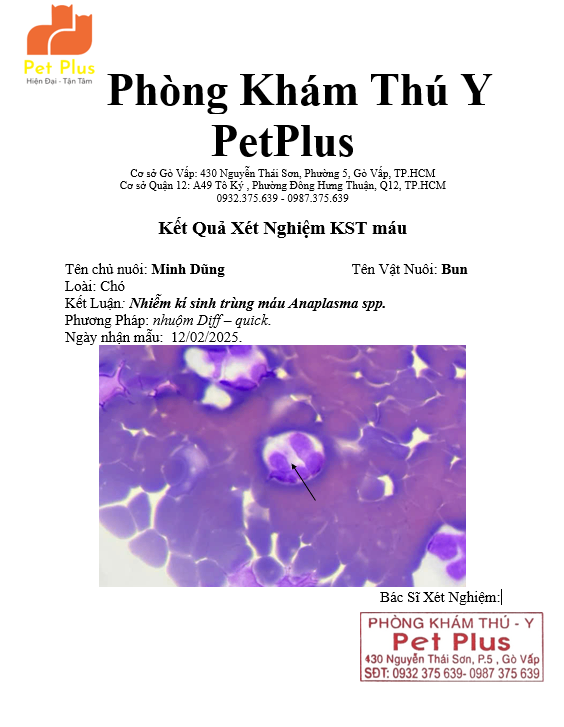 Pet Plus
Hiện Đại - Tận Tâm
Phòng Khám Thú Y
PetPlus
Cơ sở Gò Vấp: 430 Nguyễn Thái Sơn, Phường 5, Gò Vấp, TP.HCM
Cơ sở Quận 12: A49 Tô Ký , Phường Đông Hưng Thuận, Q12, TP.HCM
0932.375.639 - 0987.375.639
Kết Quả Xét Nghiệm KST máu
Tên chủ nuôi: Minh Dũng Tên Vật Nuôi: Bun
Loài: Chó
Kết Luận: Nhiễm kí sinh trùng máu Anaplasma spp.
Phương Pháp: nhuộm Diff – quick.
Ngày nhận mẫu: 12/02/2025.
Bác Sĩ Xét Nghiệm:
PHÒNG KHÁM THÚ - Y
Pet Plus
430 Nguyễn Thái Sơn, P.5 , Gò Vấp
SĐT: 0932 375 639- 0987 375 639